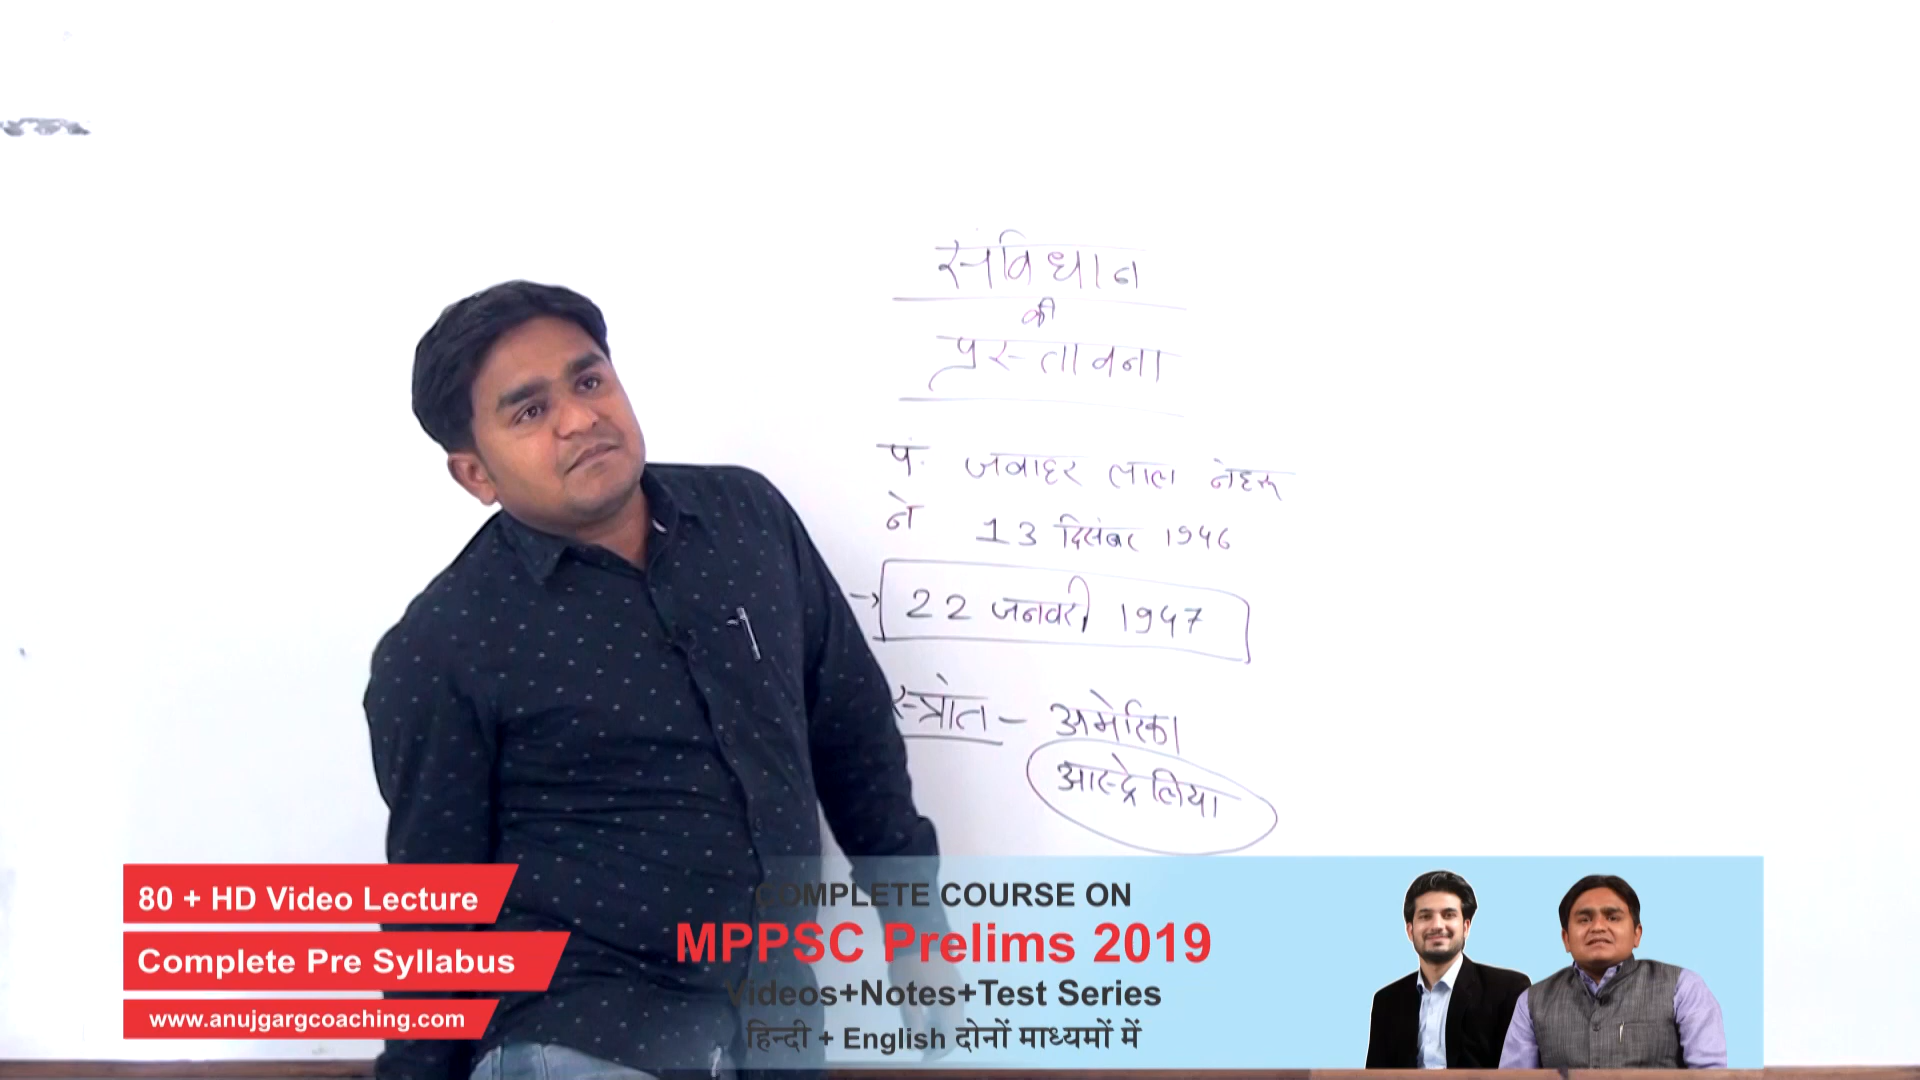 संविधान
की
प्रस्तावना
पं. जवाहर लाल नेहरू
ने 13 दिसंबर 1946
→ 22 जनवरी 1947
स्त्रोत - अमेरिका
आस्ट्रेलिया
80 + HD Video Lecture
Complete Pre Syllabus
www.anujgargcoaching.com
COMPLETE COURSE ON
MPPSC Prelims 2019
Videos+Notes+Test Series
हिन्दी + English दोनों माध्यमों में